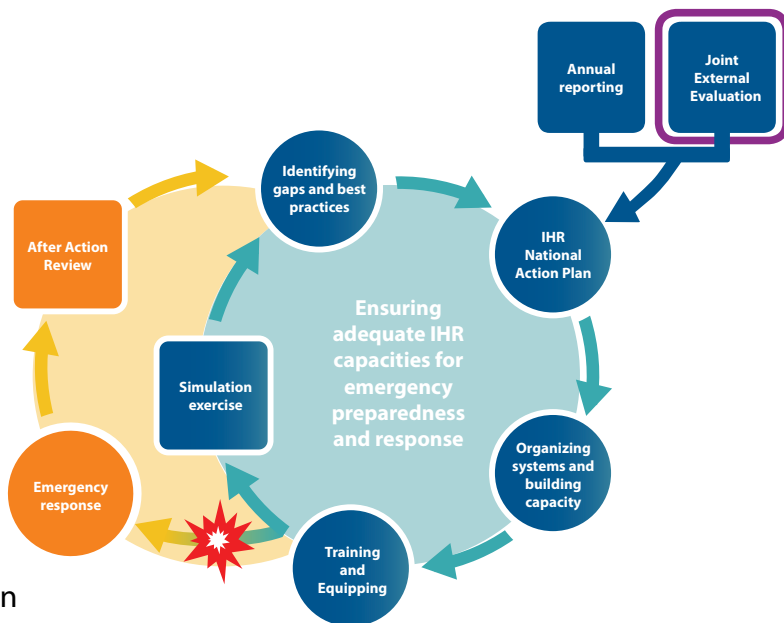 Annual
reporting
Joint
External
Evaluation
Identifying
gaps and best
practices
After Action
Review
IHR
National
Action Plan
Ensuring
adequate IHR
capacities for
emergency
preparedness
and response
Simulation
exercise
Organizing
systems and
building
capacity
Emergency
response
Training
and
Equipping
n